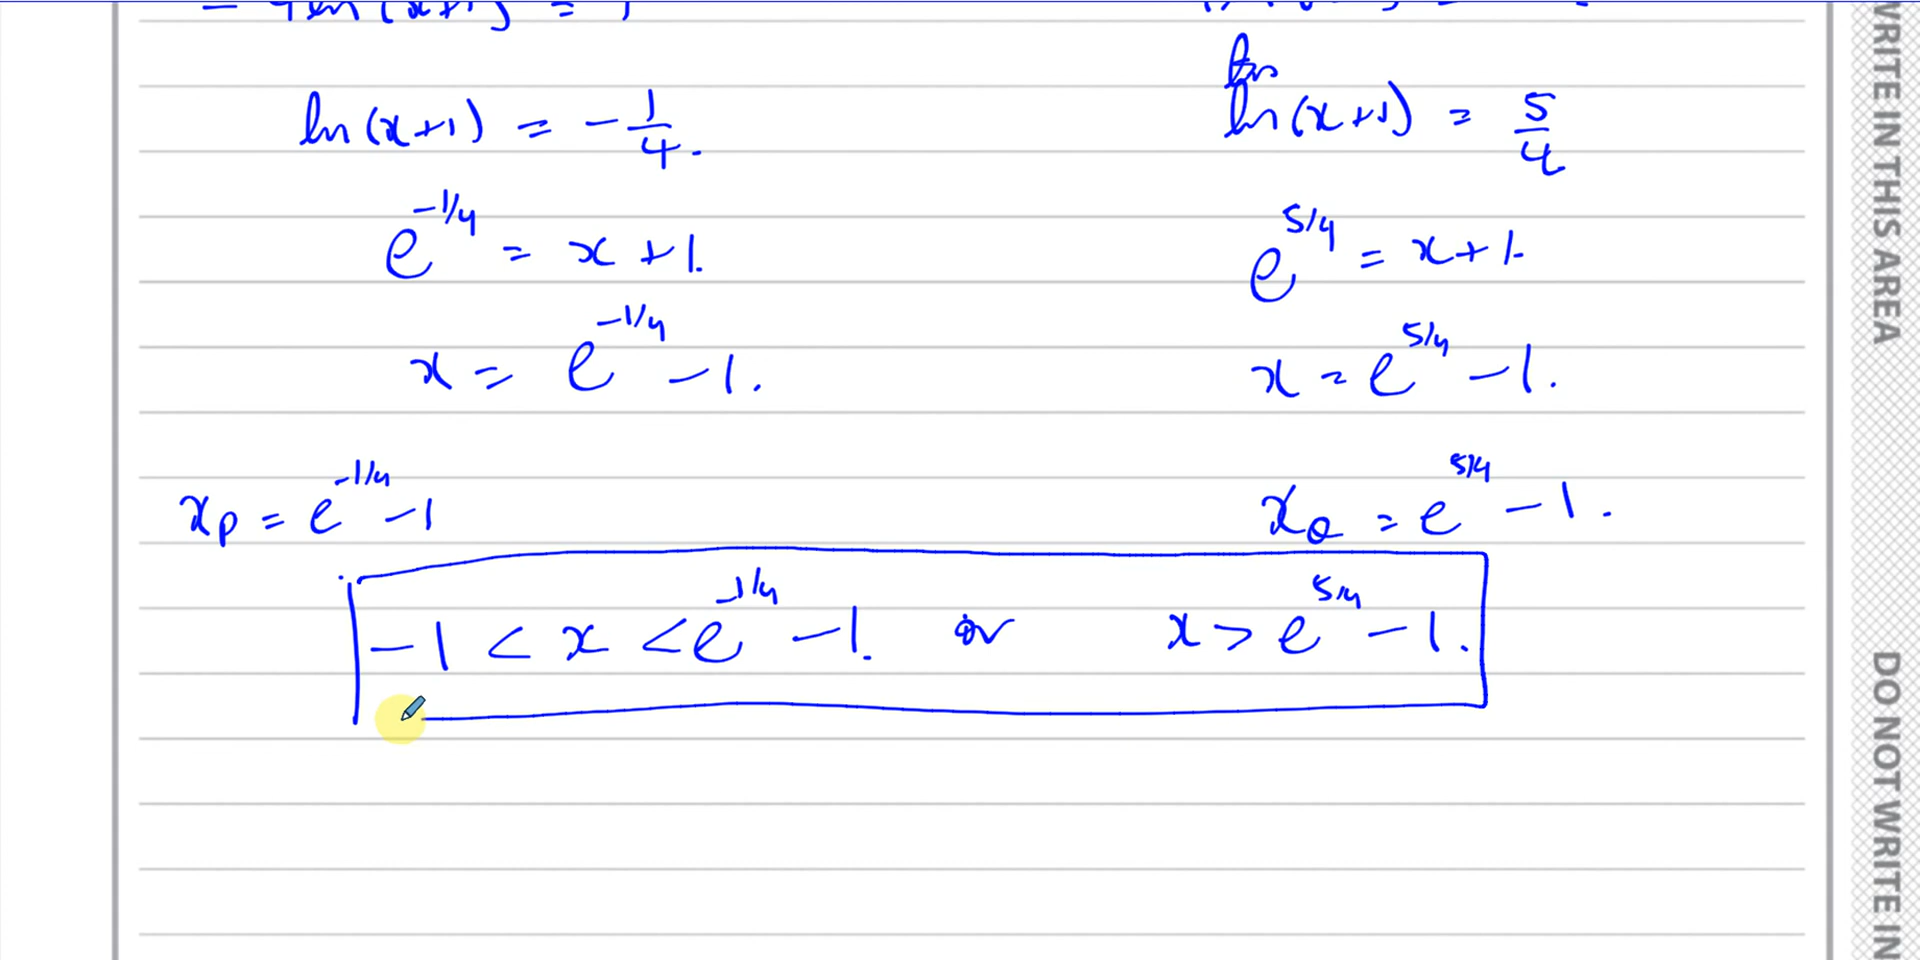 ln(x+1) = -1/4.
ln(x+1) = 5/4
e^{-1/4} = x+1.
e^{5/4} = x+1.
x = e^{-1/4} -1.
x = e^{5/4} -1.
x_P = e^{-1/4} -1
x_Q = e^{5/4} -1.
-1 < x < e^{-1/4} -1. or x > e^{5/4} -1.
WRITE IN THIS AREA
DO NOT WRITE IN